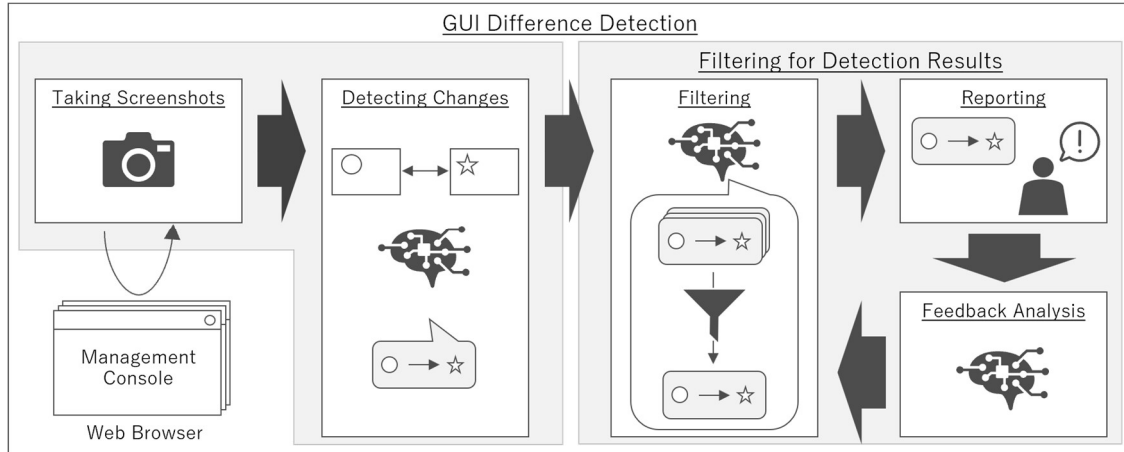 GUI Difference Detection
Taking Screenshots
Management
Console
Web Browser
Detecting Changes
Filtering for Detection Results
Filtering
Reporting
!
Feedback Analysis